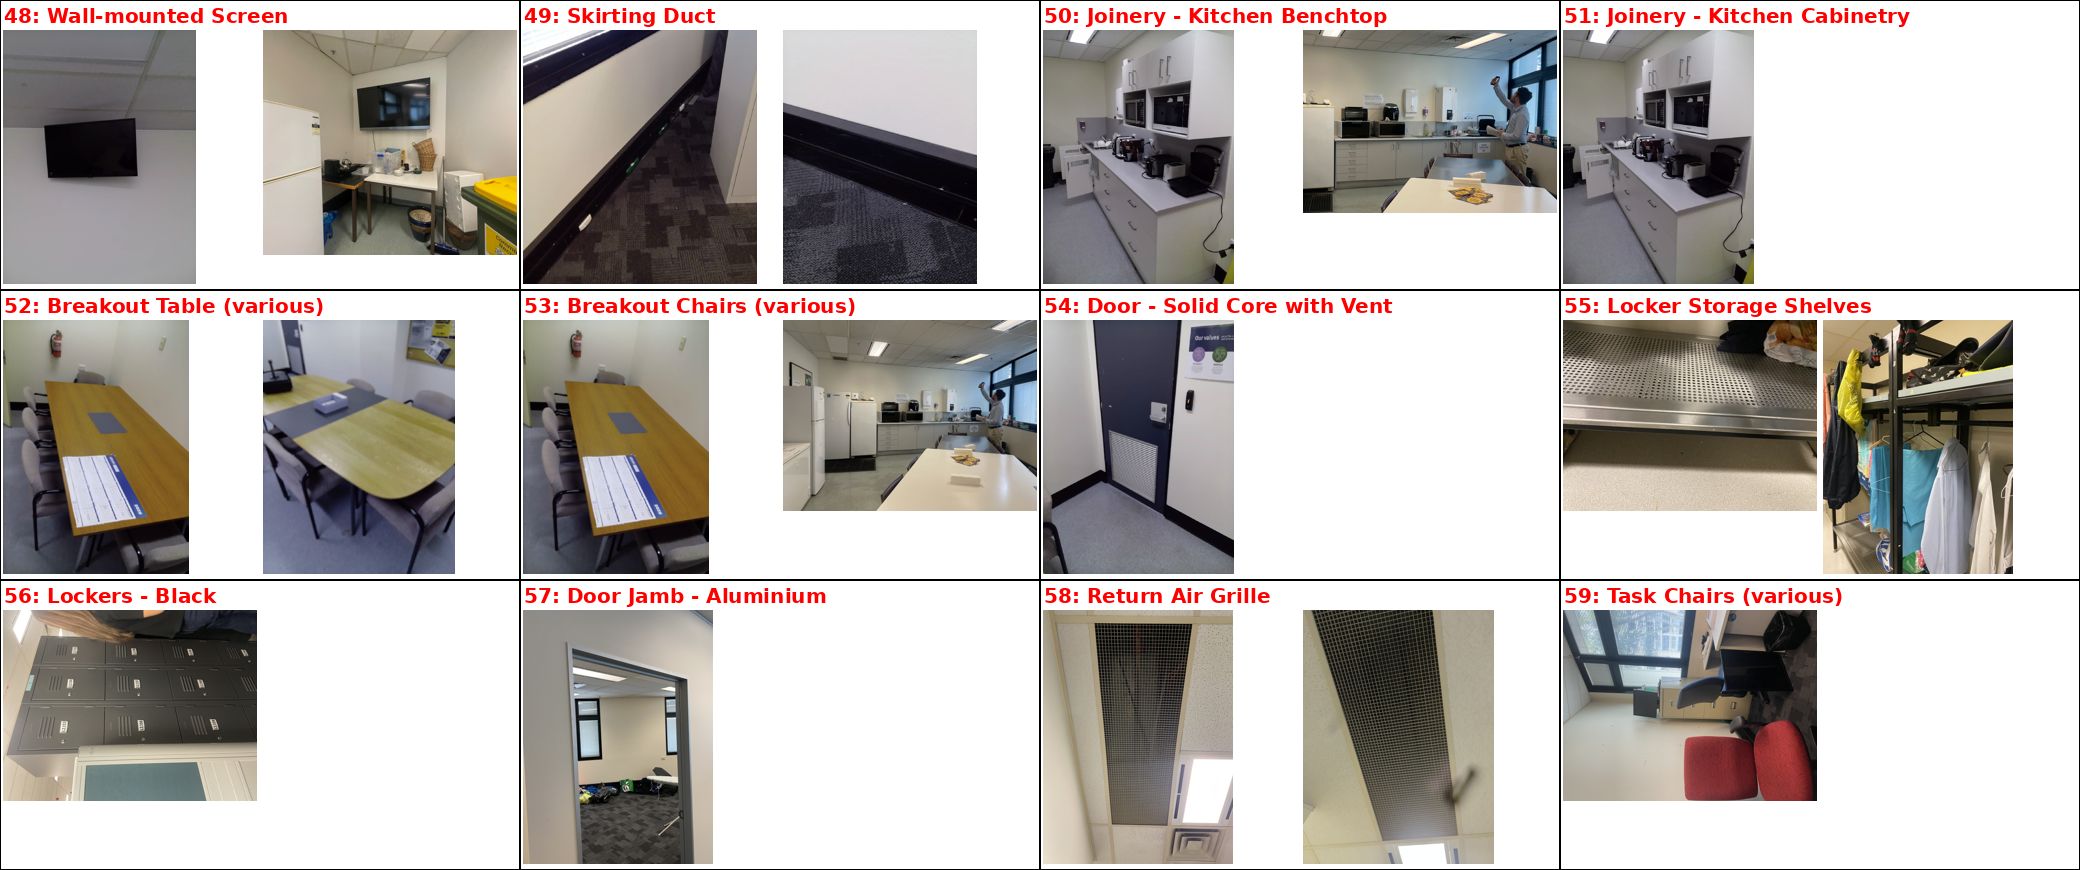 48: Wall-mounted Screen
49: Skirting Duct
50: Joinery - Kitchen Benchtop
51: Joinery - Kitchen Cabinetry
52: Breakout Table (various)
53: Breakout Chairs (various)
54: Door - Solid Core with Vent
Our values
55: Locker Storage Shelves
56: Lockers - Black
57: Door Jamb - Aluminium
58: Return Air Grille
59: Task Chairs (various)